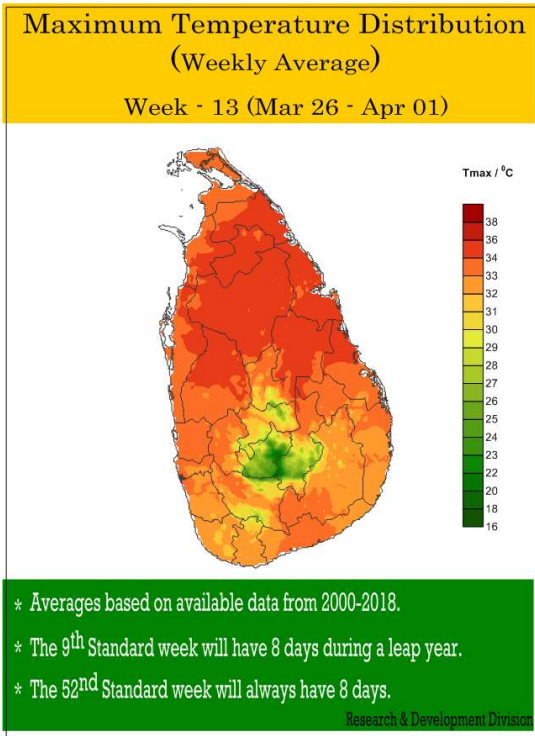 Maximum Temperature Distribution
(Weekly Average)
Week - 13 (Mar 26 - Apr 01)
Tmax / ⁰C
38
36
34
33
32
31
30
29
28
27
26
24
23
22
20
18
16
* Averages based on available data from 2000-2018.
* The 9th Standard week will have 8 days during a leap year.
* The 52nd Standard week will always have 8 days.
Research & Development Division